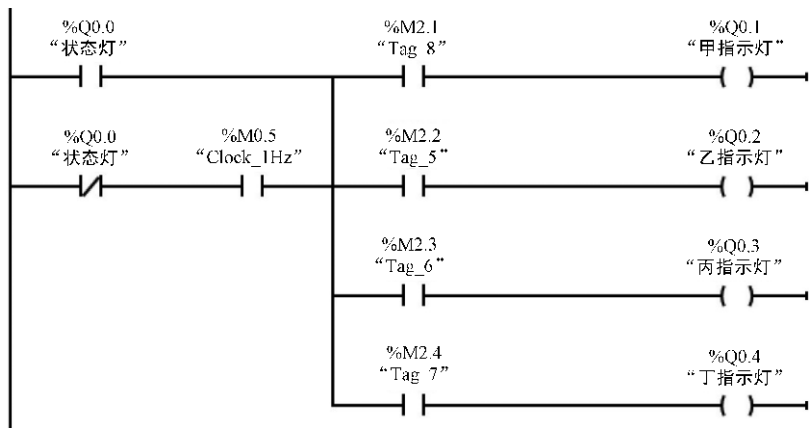 %Q0.0 %M2.1 %Q0.1
“状态灯” “Tag_8” “甲指示灯”
%Q0.0 %M0.5 %M2.2 %Q0.2
“状态灯” “Clock_1Hz” “Tag_5” “乙指示灯”
%M2.3 %Q0.3
“Tag_6” “丙指示灯”
%M2.4 %Q0.4
“Tag_7” “丁指示灯”